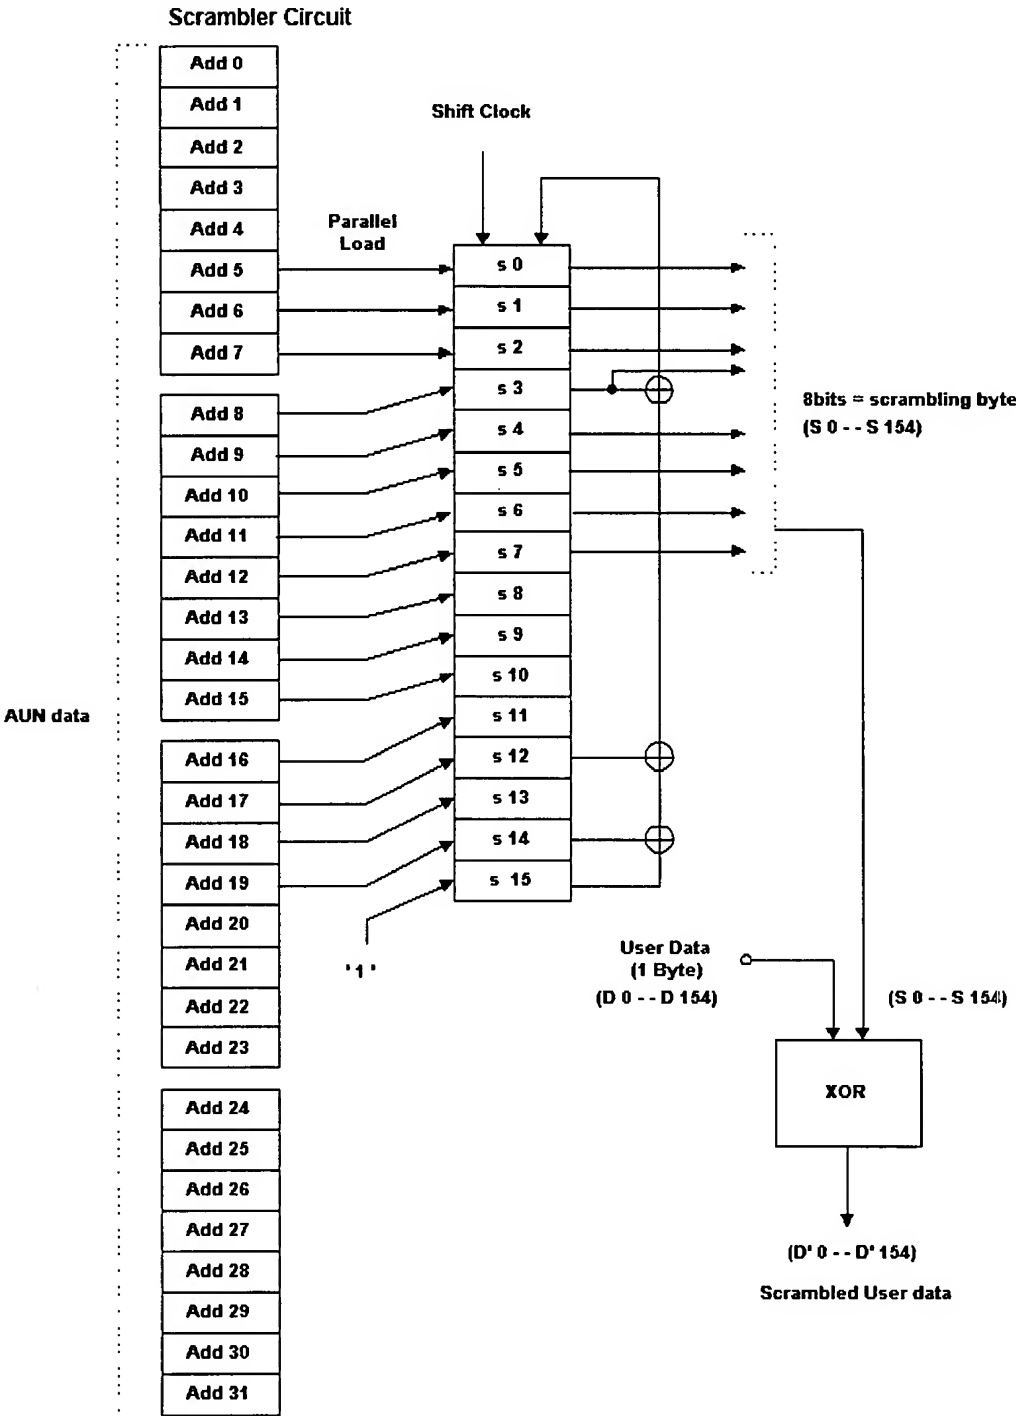 Scrambler Circuit
AUN data
Add 0
Add 1
Add 2
Add 3
Add 4
Add 5
Add 6
Add 7
Add 8
Add 9
Add 10
Add 11
Add 12
Add 13
Add 14
Add 15
Add 16
Add 17
Add 18
Add 19
Add 20
Add 21
Add 22
Add 23
Add 24
Add 25
Add 26
Add 27
Add 28
Add 29
Add 30
Add 31
Parallel
Load
Shift Clock
s 0
s 1
s 2
s 3
s 4
s 5
s 6
s 7
s 8
s 9
s 10
s 11
s 12
s 13
s 14
s 15
'1'
8bits = scrambling byte
(S 0 - - S 154)
User Data
(1 Byte)
(D 0 - - D 154)
(S 0 - - S 154)
XOR
(D' 0 - - D' 154)
Scrambled User data